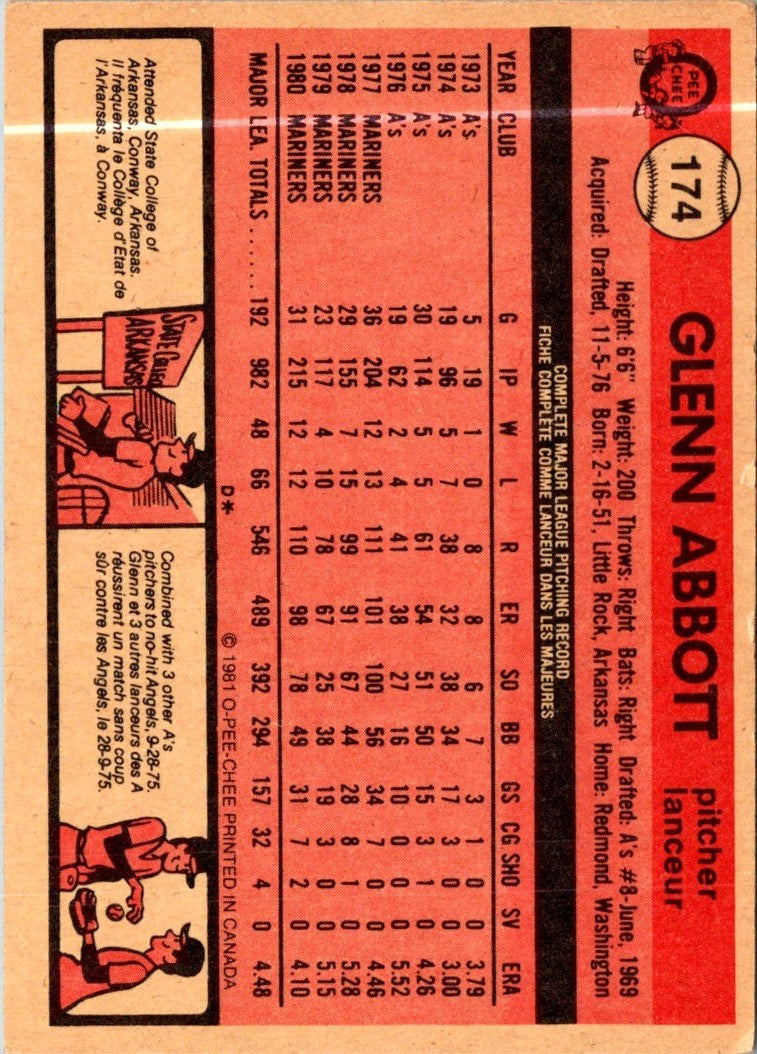 O
PEE
CHEE
174
GLENN ABBOTT
pitcher
lanceur
Height: 6'6" Weight: 200 Throws: Right Bats: Right Drafted: A's #8-June, 1969
Acquired: Drafted, 11-5-76 Born: 2-16-51, Little Rock, Arkansas Home: Redmond, Washington
COMPLETE MAJOR LEAGUE PITCHING RECORD
FICHE COMPLETE COMME LANCEUR DANS LES MAJEURES
YEAR CLUB G IP W L R ER SO BB GS CG SHO SV ERA
1973 A's 5 19 1 0 8 8 6 7 3 1 0 0 3.79
1974 A's 19 96 5 7 38 32 38 34 17 3 0 0 3.00
1975 A's 30 114 5 5 61 54 51 50 15 3 1 0 4.26
1976 A's 19 62 2 4 41 38 27 16 10 0 0 0 5.52
1977 MARINERS 36 204 12 13 111 101 100 56 34 7 0 0 4.46
1978 MARINERS 29 155 7 15 99 91 67 44 28 8 1 0 5.28
1979 MARINERS 23 117 4 10 78 67 25 38 19 3 0 0 5.15
1980 MARINERS 31 215 12 12 110 98 78 49 31 7 2 0 4.10
MAJOR LEA. TOTALS ...... 192 982 48 66 546 489 392 294 157 32 4 0 4.48
D* © 1981 O-PEE-CHEE PRINTED IN CANADA
Attended State College of
Arkansas, Conway, Arkansas.
Il fréquenta le Collège d'Etat de
l'Arkansas, à Conway.
STATE COLLEGE
ARKANSAS
Combined with 3 other A's
pitchers to no-hit Angels, 9-28-75.
Glenn et 3 autres lanceurs des A
réussirent un match sans coup
sûr contre les Angels, le 28-9-75.